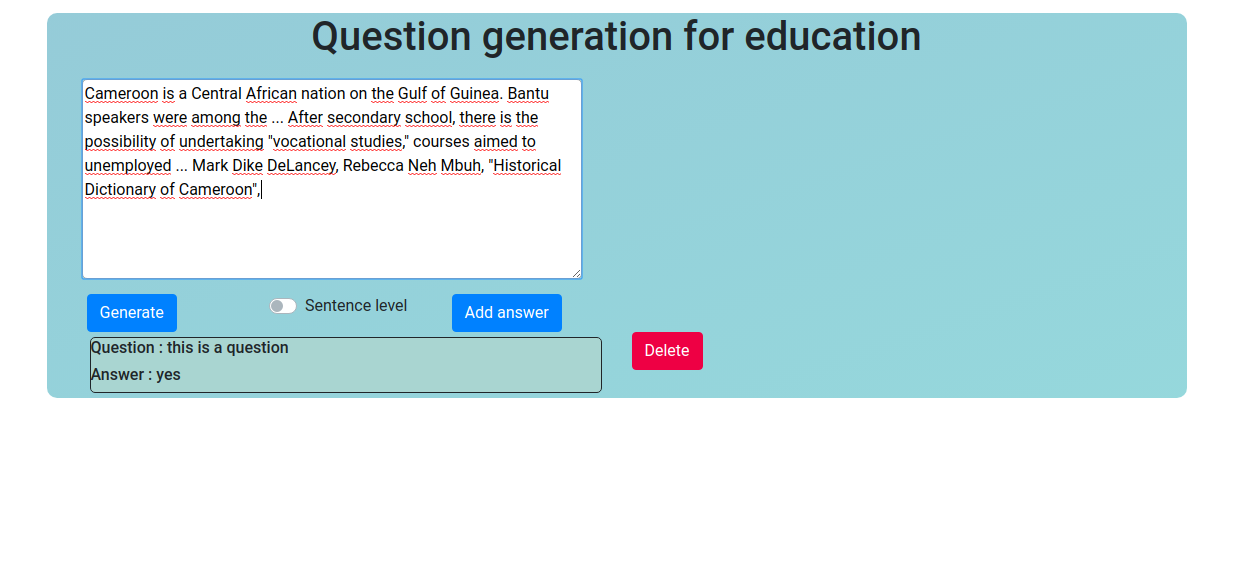 Question generation for education
Cameroon is a Central African nation on the Gulf of Guinea. Bantu
speakers were among the ... After secondary school, there is the
possibility of undertaking "vocational studies," courses aimed to
unemployed ... Mark Dike DeLancey, Rebecca Neh Mbuh, "Historical
Dictionary of Cameroon",
Generate
Sentence level
Add answer
Question : this is a question
Delete
Answer : yes